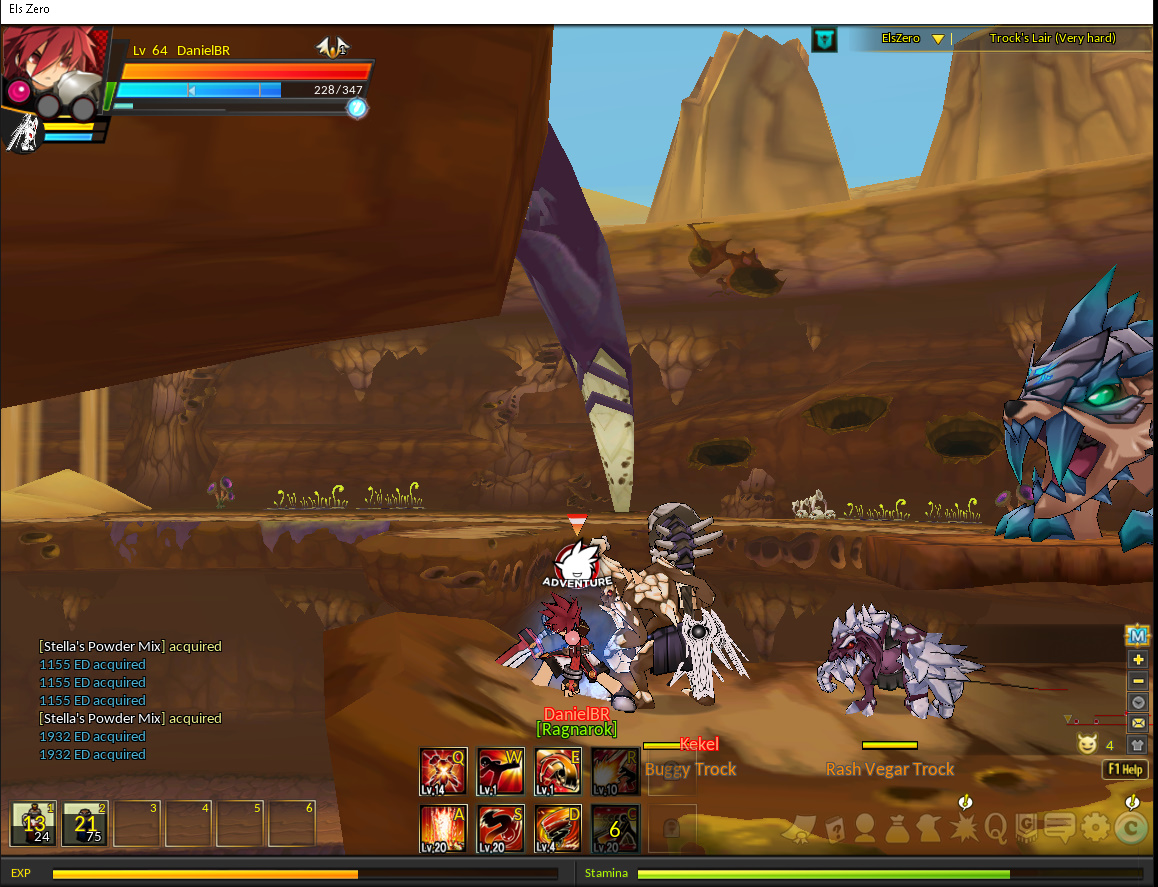 Els Zero
Lv 64 DanielBR
1
228/347
ElsZero
Trock's Lair (Very hard)
ADVENTURE
[Stella's Powder Mix] acquired
1155 ED acquired
1155 ED acquired
1155 ED acquired
[Stella's Powder Mix] acquired
1932 ED acquired
1932 ED acquired
DanielBR
[Ragnarok]
Kekel
Buggy Trock
Rash Vegar Trock
M
4
F1 Help
Q W E R
Lv.14 Lv.1 Lv.1 Lv.10
1 2 3 4 5 6
13 21
24 75
A S D C
6
Lv.20 Lv.20 Lv.4 Lv.20
EXP
Stamina